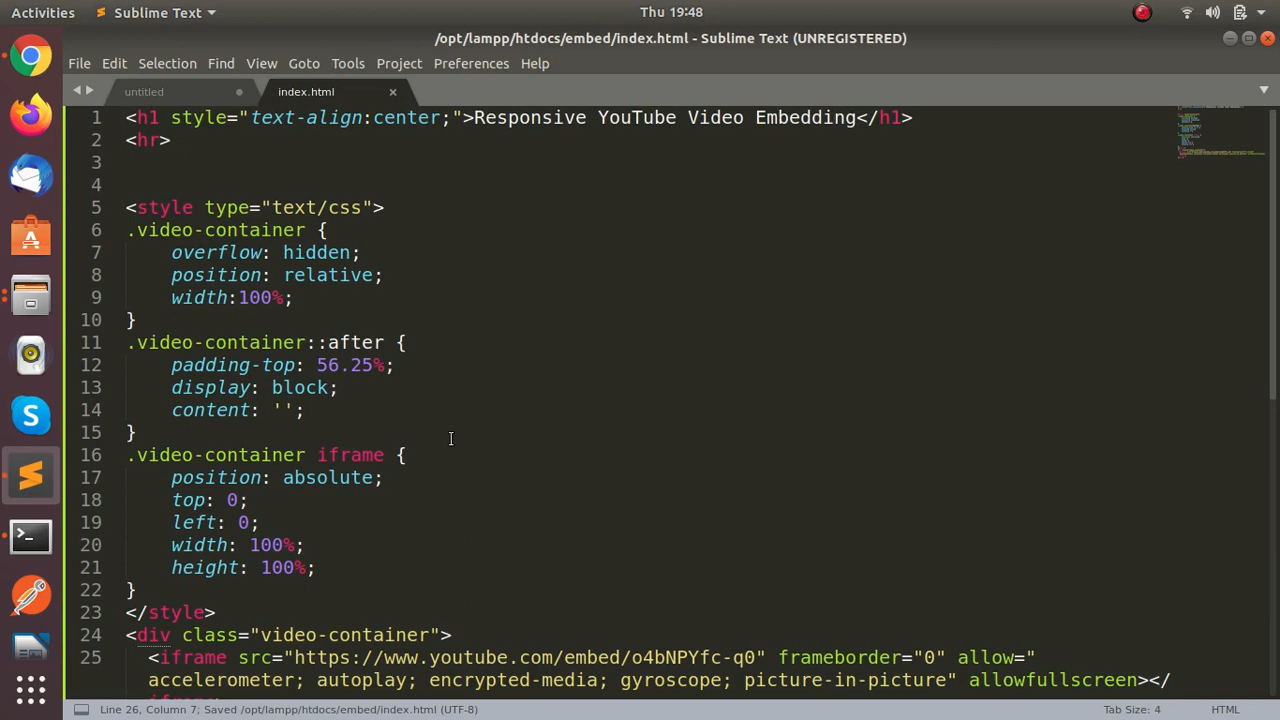 Activities Sublime Text Thu 19:48
/opt/lampp/htdocs/embed/index.html - Sublime Text (UNREGISTERED)
File Edit Selection Find View Goto Tools Project Preferences Help
untitled index.html
1 <h1 style="text-align:center;">Responsive YouTube Video Embedding</h1>
2 <hr>
3
4
5 <style type="text/css">
6 .video-container {
7 overflow: hidden;
8 position: relative;
9 width:100%;
10 }
11 .video-container::after {
12 padding-top: 56.25%;
13 display: block;
14 content: '';
15 }
16 .video-container iframe {
17 position: absolute;
18 top: 0;
19 left: 0;
20 width: 100%;
21 height: 100%;
22 }
23 </style>
24 <div class="video-container">
25 <iframe src="https://www.youtube.com/embed/o4bNPYfc-q0" frameborder="0" allow="
accelerometer; autoplay; encrypted-media; gyroscope; picture-in-picture" allowfullscreen></
iframe>
Line 26, Column 7; Saved /opt/lampp/htdocs/embed/index.html (UTF-8) Tab Size: 4 HTML